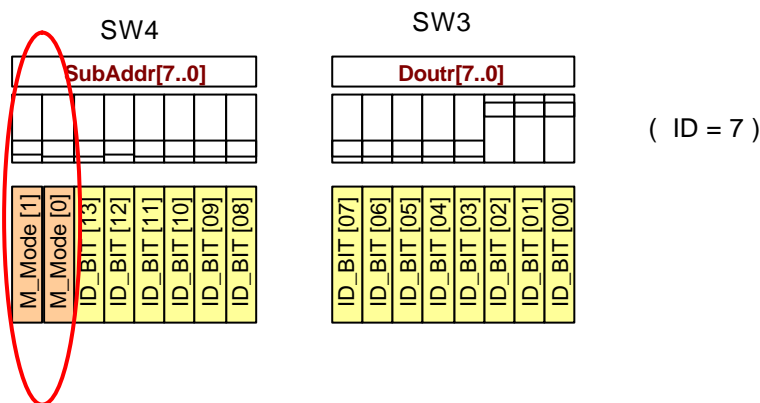 SW4
SW3
SubAddr[7..0]
Doutr[7..0]
( ID = 7 )
M_Mode [1]
M_Mode [0]
ID_BIT [13]
ID_BIT [12]
ID_BIT [11]
ID_BIT [10]
ID_BIT [09]
ID_BIT [08]
ID_BIT [07]
ID_BIT [06]
ID_BIT [05]
ID_BIT [04]
ID_BIT [03]
ID_BIT [02]
ID_BIT [01]
ID_BIT [00]